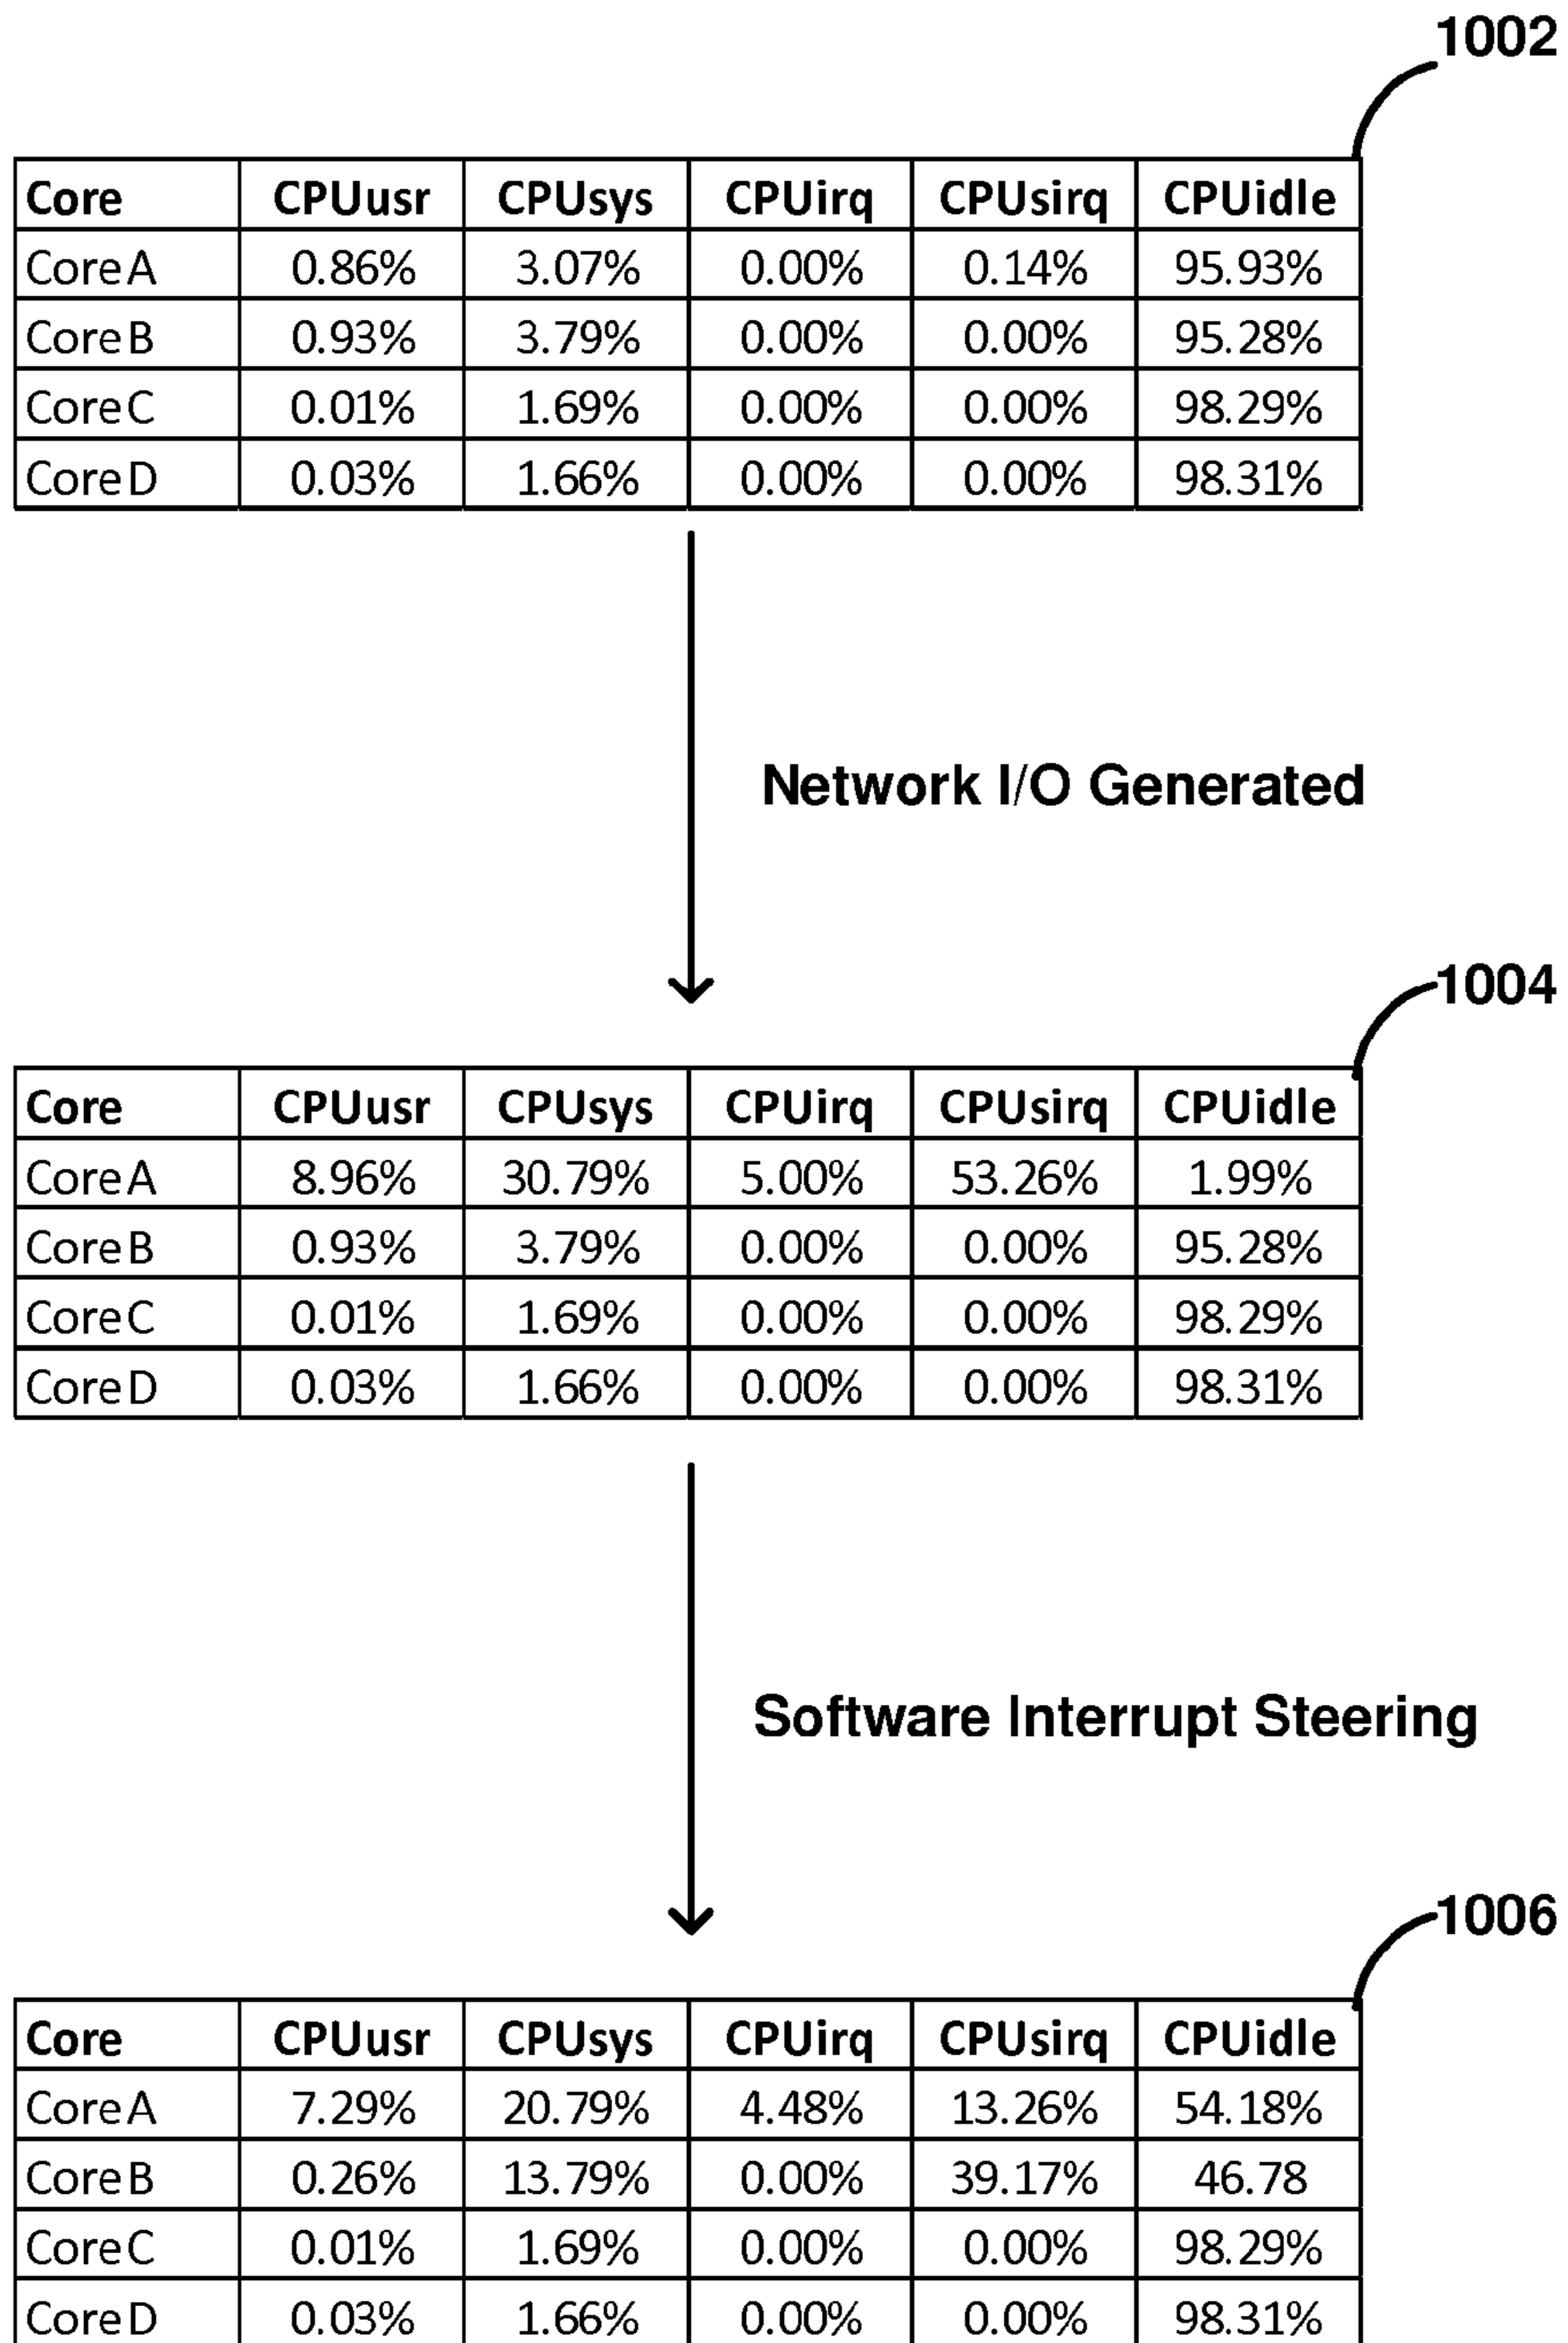 1002
Core CPUusr CPUsys CPUirq CPUsirq CPUidle
Core A 0.86% 3.07% 0.00% 0.14% 95.93%
Core B 0.93% 3.79% 0.00% 0.00% 95.28%
Core C 0.01% 1.69% 0.00% 0.00% 98.29%
Core D 0.03% 1.66% 0.00% 0.00% 98.31%
Network I/O Generated
1004
Core CPUusr CPUsys CPUirq CPUsirq CPUidle
Core A 8.96% 30.79% 5.00% 53.26% 1.99%
Core B 0.93% 3.79% 0.00% 0.00% 95.28%
Core C 0.01% 1.69% 0.00% 0.00% 98.29%
Core D 0.03% 1.66% 0.00% 0.00% 98.31%
Software Interrupt Steering
1006
Core CPUusr CPUsys CPUirq CPUsirq CPUidle
Core A 7.29% 20.79% 4.48% 13.26% 54.18%
Core B 0.26% 13.79% 0.00% 39.17% 46.78
Core C 0.01% 1.69% 0.00% 0.00% 98.29%
Core D 0.03% 1.66% 0.00% 0.00% 98.31%